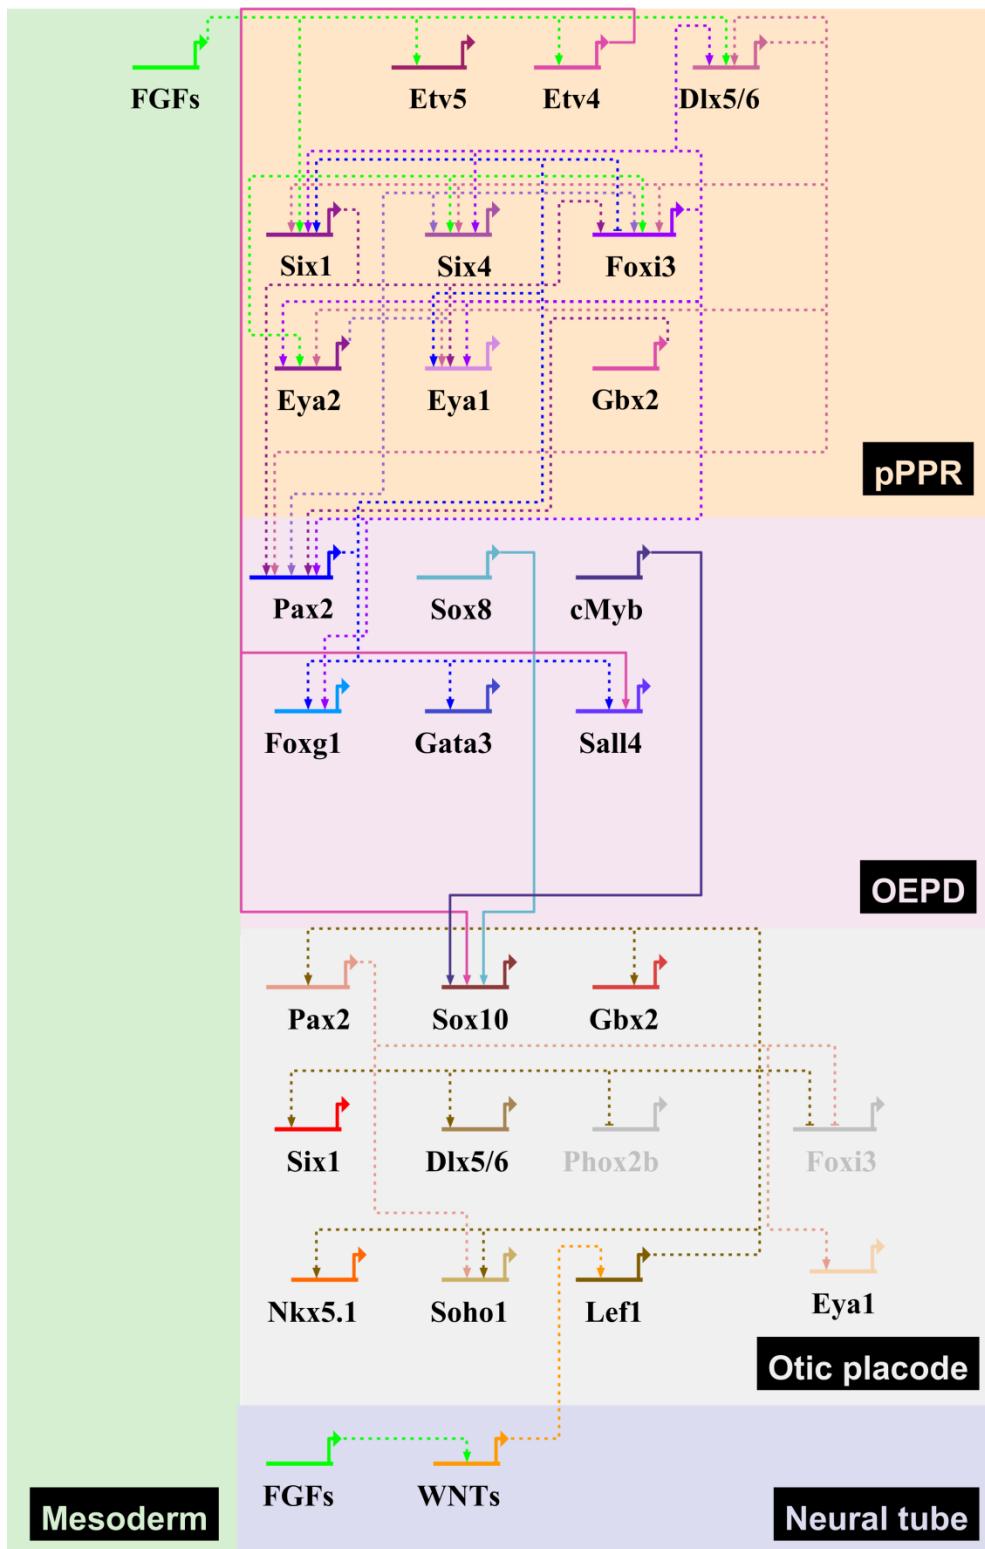 FGFs Etv5 Etv4 Dlx5/6
Six1 Six4 Foxi3
Eya2 Eya1 Gbx2
pPPR
Pax2 Sox8 cMyb
Foxg1 Gata3 Sall4
OEPD
Pax2 Sox10 Gbx2
Six1 Dlx5/6 Phox2b Foxi3
Nkx5.1 Soho1 Lef1 Eya1
Otic placode
FGFs WNTs
Mesoderm Neural tube